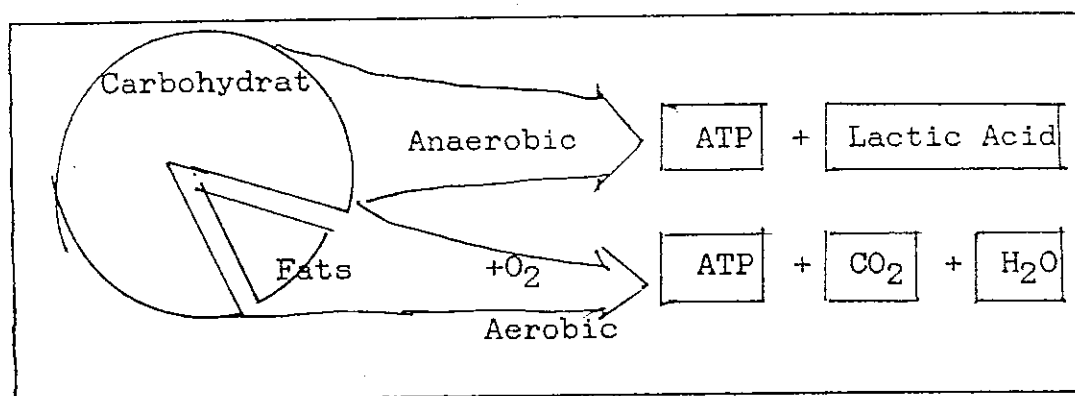 Carbohydrat
Anaerobic
ATP + Lactic Acid
Fats
+O₂
Aerobic
ATP + CO₂ + H₂O